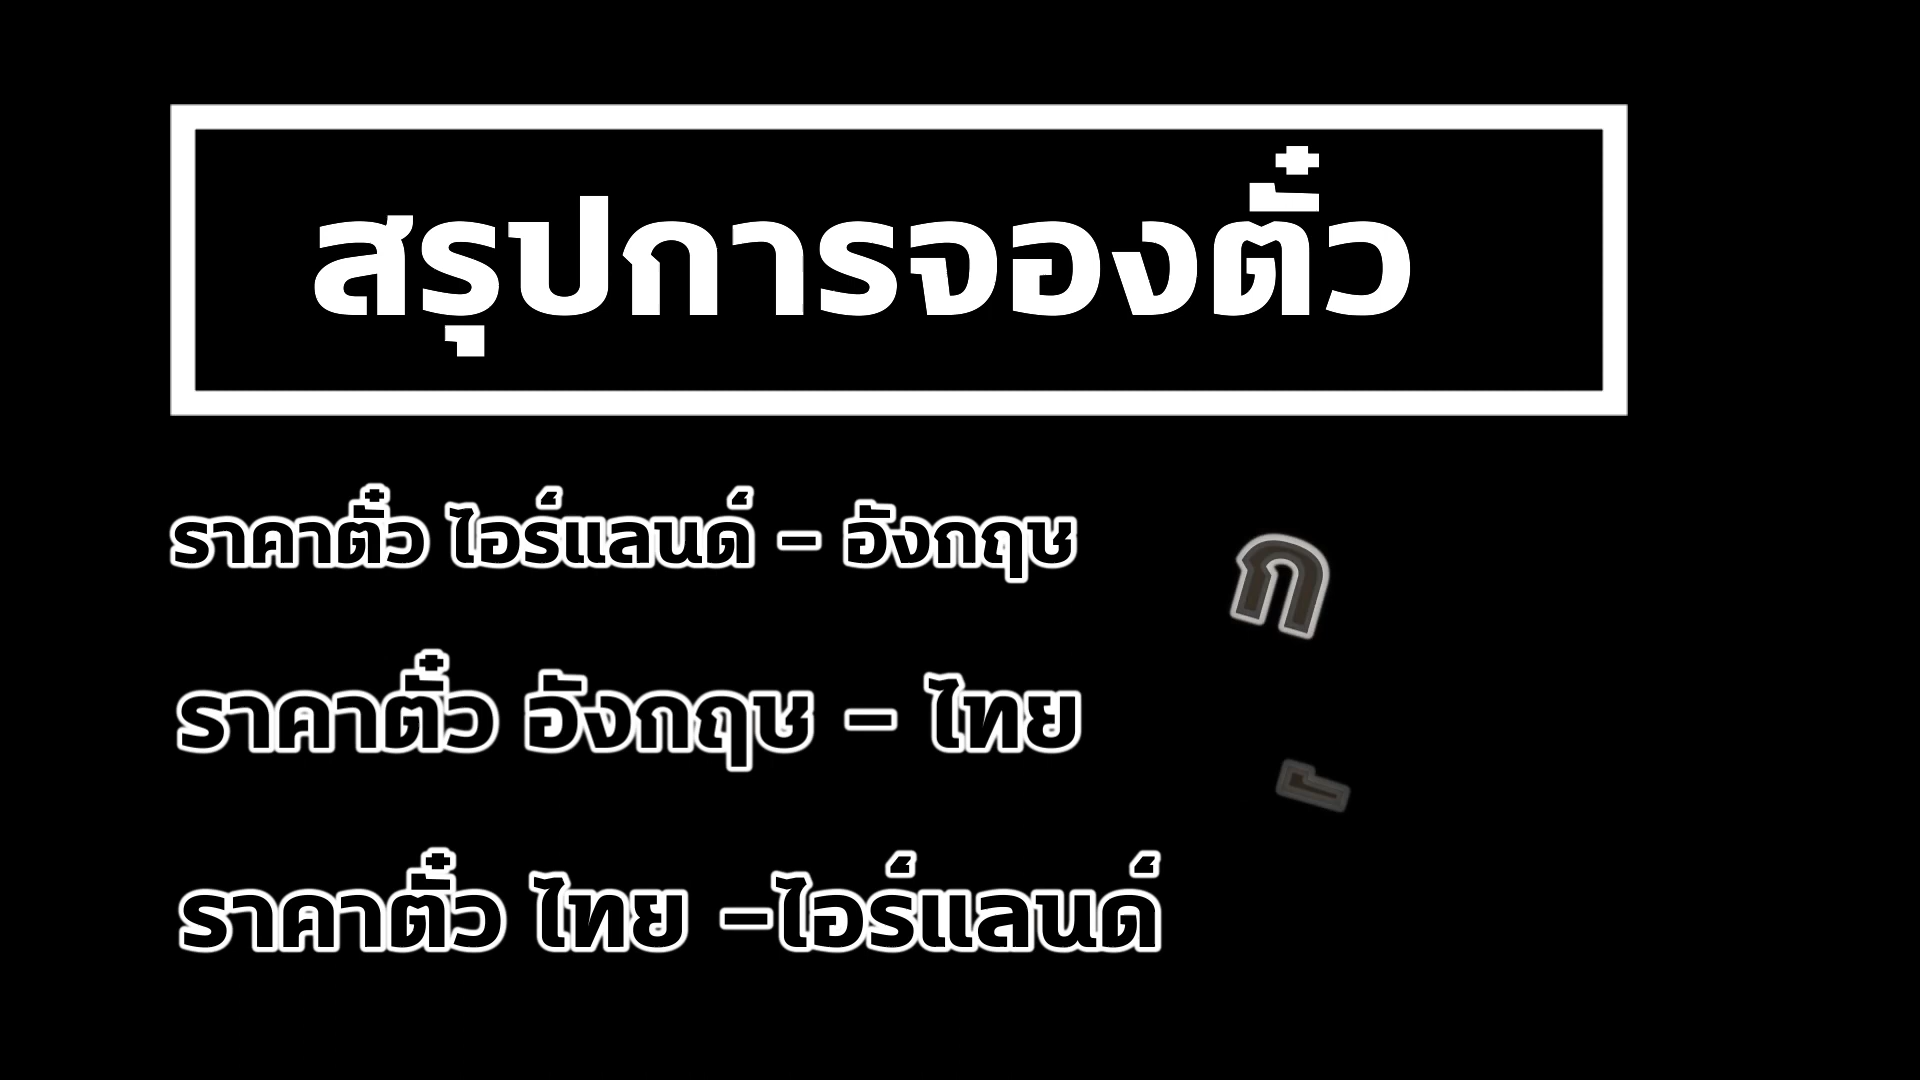 สรุปการจองตั๋ว
ราคาตั๋ว ไอร์แลนด์ – อังกฤษ
ก
ราคาตั๋ว อังกฤษ – ไทย
ราคาตั๋ว ไทย –ไอร์แลนด์